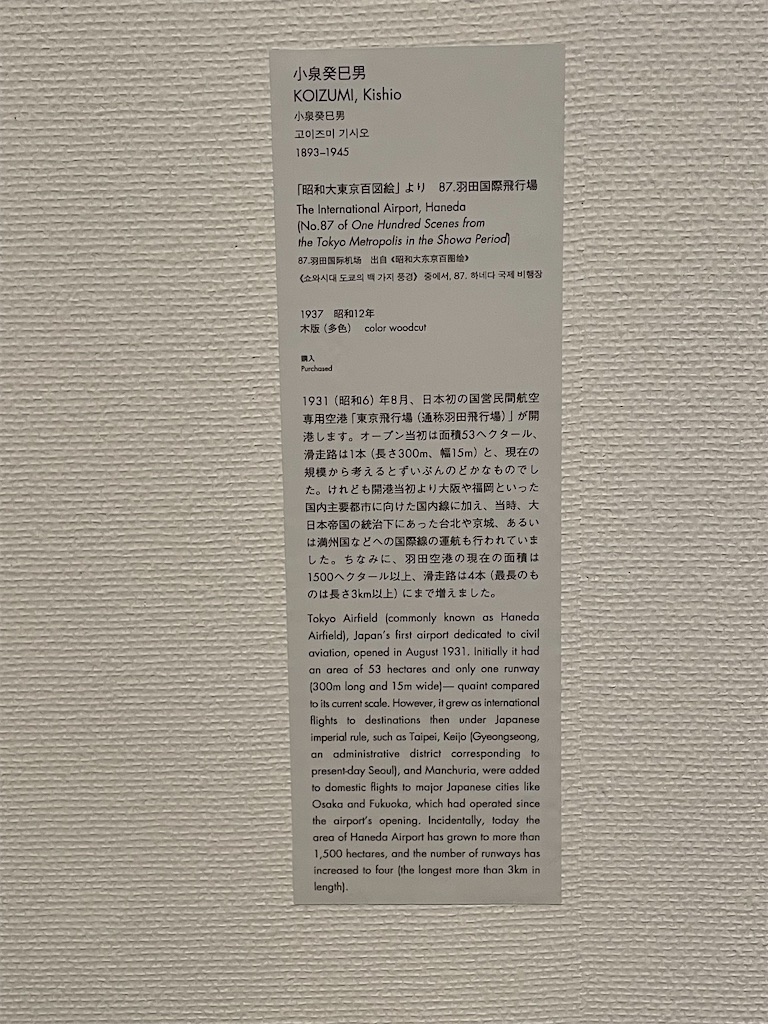 小泉癸巳男
KOIZUMI, Kishio
小泉癸巳男
고이즈미 기시오
1893–1945
「昭和大東京百図絵」より　87.羽田国際飛行場
The International Airport, Haneda
(No.87 of One Hundred Scenes from
the Tokyo Metropolis in the Showa Period)
87.羽田国际机场　出自《昭和大东京百图绘》
《쇼와시대 도쿄의 백 가지 풍경》 중에서, 87. 하네다 국제 비행장
1937　昭和12年
木版（多色）　color woodcut
購入
Purchased
1931（昭和6）年8月、日本初の国営民間航空
専用空港「東京飛行場（通称羽田飛行場）」が開
港します。オープン当初は面積53ヘクタール、
滑走路は1本（長さ300m、幅15m）と、現在の
規模から考えるとずいぶんのどかなものでし
た。けれども開港当初より大阪や福岡といった
国内主要都市に向けた国内線に加え、当時、大
日本帝国の統治下にあった台北や京城、あるい
は満州国などへの国際線の運航も行われていま
した。ちなみに、羽田空港の現在の面積は
1500ヘクタール以上、滑走路は4本（最長のも
のは長さ3km以上）にまで増えました。
Tokyo Airfield (commonly known as Haneda
Airfield), Japan's first airport dedicated to civil
aviation, opened in August 1931. Initially it had
an area of 53 hectares and only one runway
(300m long and 15m wide)— quaint compared
to its current scale. However, it grew as international
flights to destinations then under Japanese
imperial rule, such as Taipei, Keijo (Gyeongseong,
an administrative district corresponding to
present-day Seoul), and Manchuria, were added
to domestic flights to major Japanese cities like
Osaka and Fukuoka, which had operated since
the airport's opening. Incidentally, today the
area of Haneda Airport has grown to more than
1,500 hectares, and the number of runways has
increased to four (the longest more than 3km in
length).